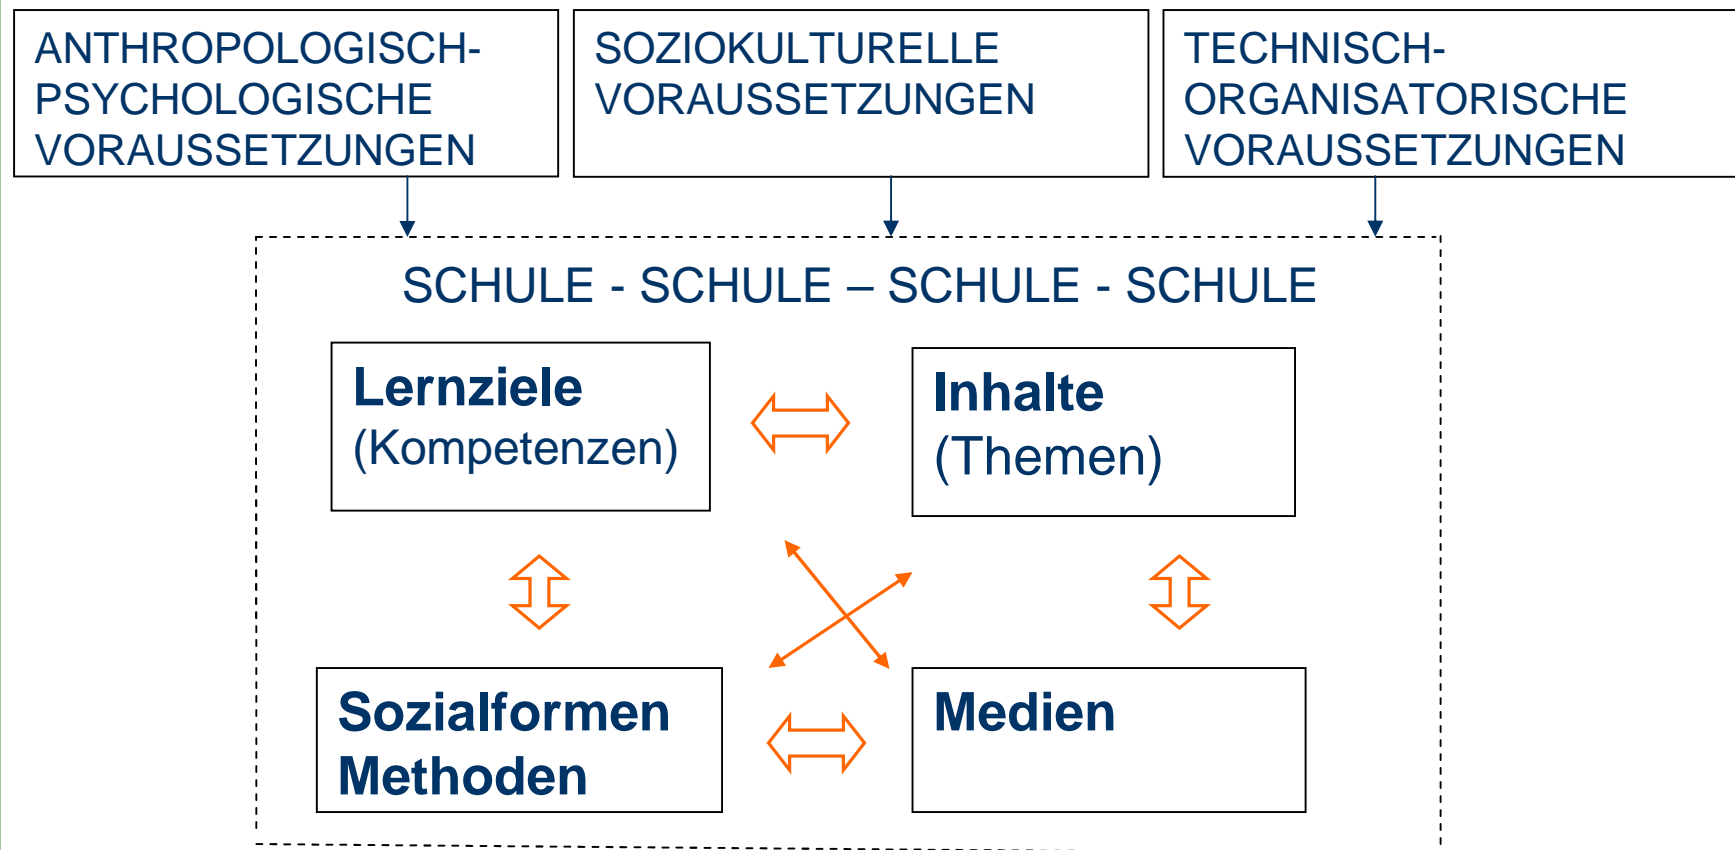 ANTHROPOLOGISCH-
PSYCHOLOGISCHE
VORAUSSETZUNGEN
SOZIOKULTURELLE
VORAUSSETZUNGEN
TECHNISCH-
ORGANISATORISCHE
VORAUSSETZUNGEN
SCHULE - SCHULE – SCHULE - SCHULE
Lernziele
(Kompetenzen)
Inhalte
(Themen)
Sozialformen
Methoden
Medien